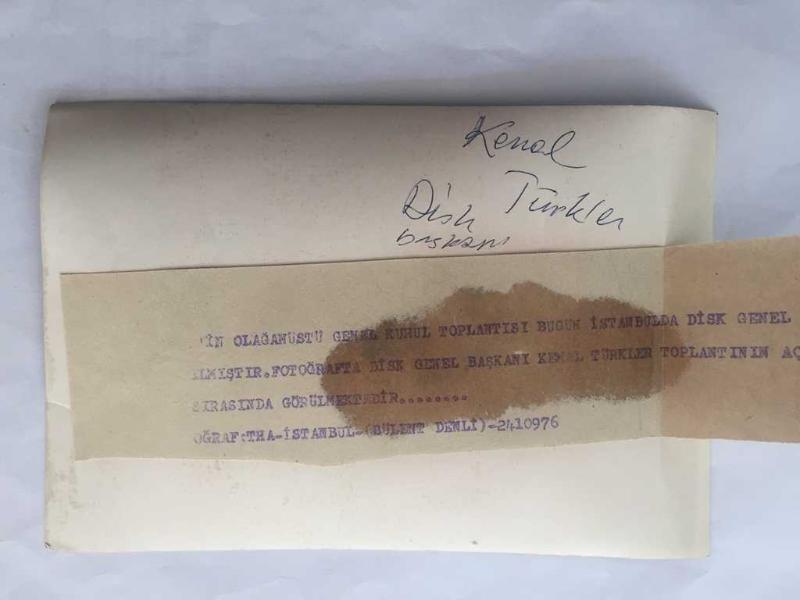 Kemal
Türkler
Disk
başkanı
'İN OLAĞANÜSTÜ GENEL KURUL TOPLANTISI BUGÜN İSTANBULDA DİSK GENEL
ILMIŞTIR.FOTOĞRAFTA DİSK GENEL BAŞKANI KEMAL TÜRKLER TOPLANTININ AÇ
SIRASINDA GÖRÜLMEKTEDİR........
OĞRAF:THA-İSTANBUL-(BÜLENT DENLİ)-2410976